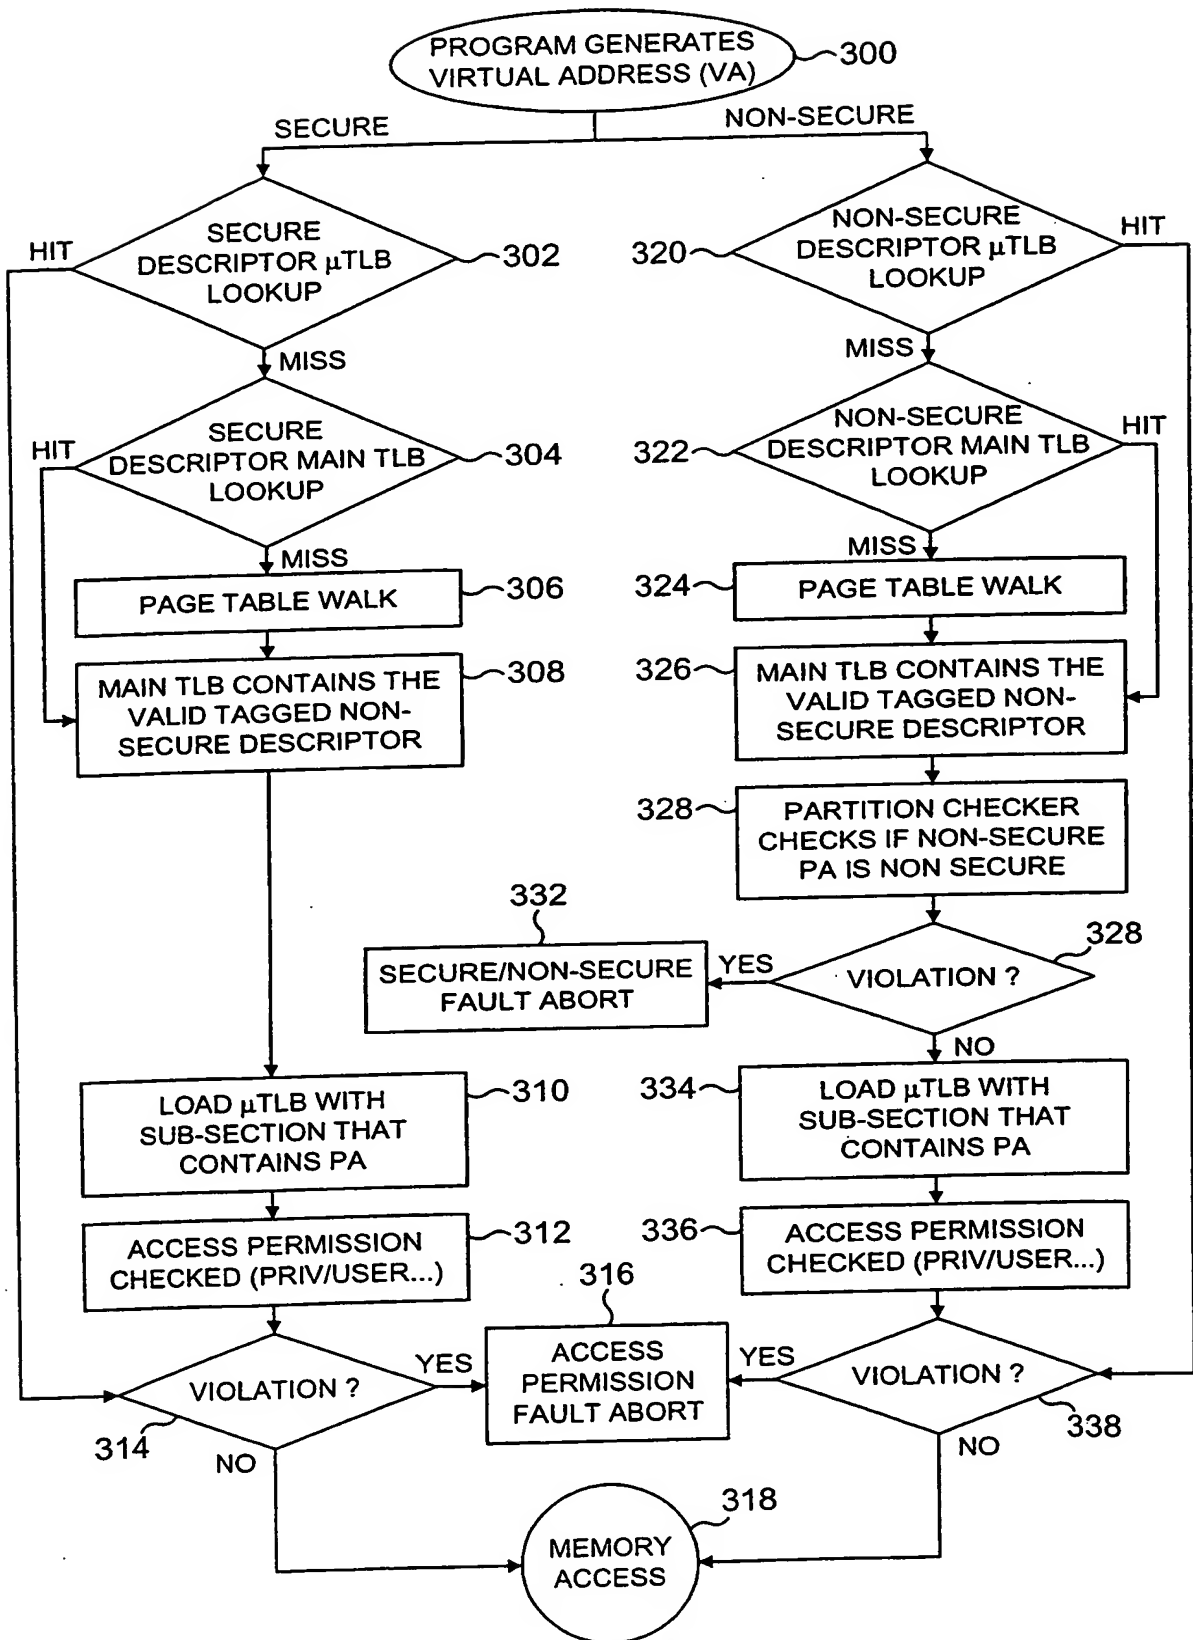 PROGRAM GENERATES
VIRTUAL ADDRESS (VA)
300
SECURE
NON-SECURE
HIT
SECURE
DESCRIPTOR μTLB
LOOKUP
302
320
NON-SECURE
DESCRIPTOR μTLB
LOOKUP
HIT
MISS
MISS
HIT
SECURE
DESCRIPTOR MAIN TLB
LOOKUP
304
322
NON-SECURE
DESCRIPTOR MAIN TLB
LOOKUP
HIT
MISS
MISS
PAGE TABLE WALK
306
324
PAGE TABLE WALK
MAIN TLB CONTAINS THE
VALID TAGGED NON-
SECURE DESCRIPTOR
308
326
MAIN TLB CONTAINS THE
VALID TAGGED NON-
SECURE DESCRIPTOR
328
PARTITION CHECKER
CHECKS IF NON-SECURE
PA IS NON SECURE
332
SECURE/NON-SECURE
FAULT ABORT
YES
VIOLATION ?
328
NO
LOAD μTLB WITH
SUB-SECTION THAT
CONTAINS PA
310
334
LOAD μTLB WITH
SUB-SECTION THAT
CONTAINS PA
ACCESS PERMISSION
CHECKED (PRIV/USER...)
312
336
ACCESS PERMISSION
CHECKED (PRIV/USER...)
316
VIOLATION ?
314
YES
ACCESS
PERMISSION
FAULT ABORT
YES
VIOLATION ?
338
NO
NO
318
MEMORY
ACCESS